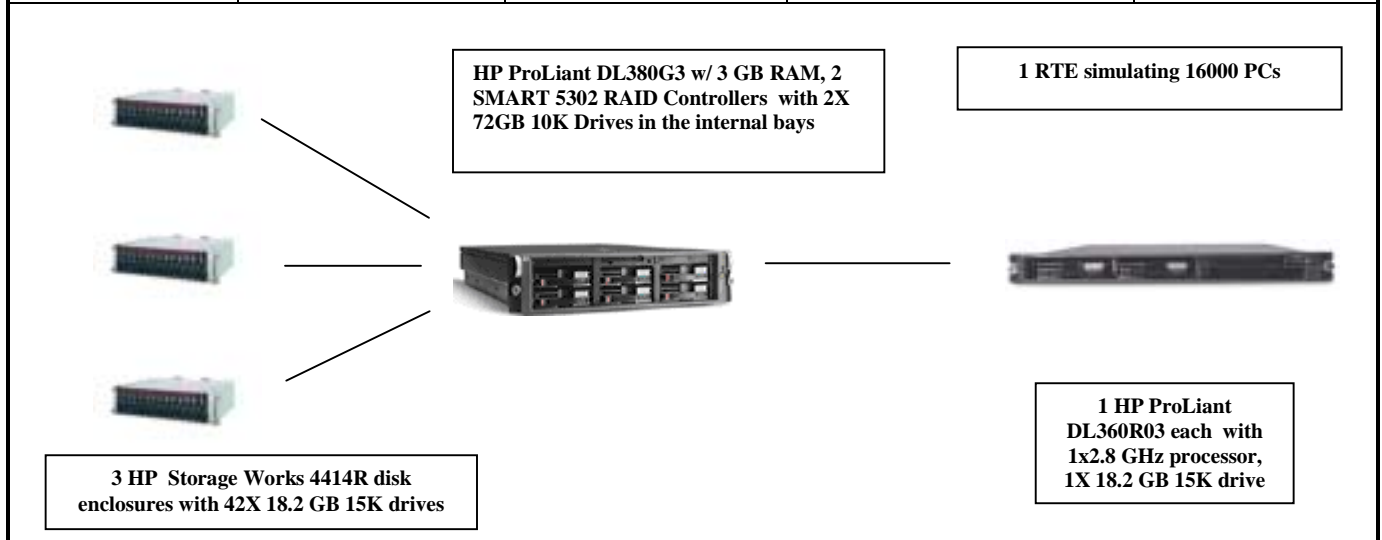 HP ProLiant DL380G3 w/ 3 GB RAM, 2
SMART 5302 RAID Controllers with 2X
72GB 10K Drives in the internal bays
1 RTE simulating 16000 PCs
3 HP Storage Works 4414R disk
enclosures with 42X 18.2 GB 15K drives
1 HP ProLiant
DL360R03 each with
1x2.8 GHz processor,
1X 18.2 GB 15K drive